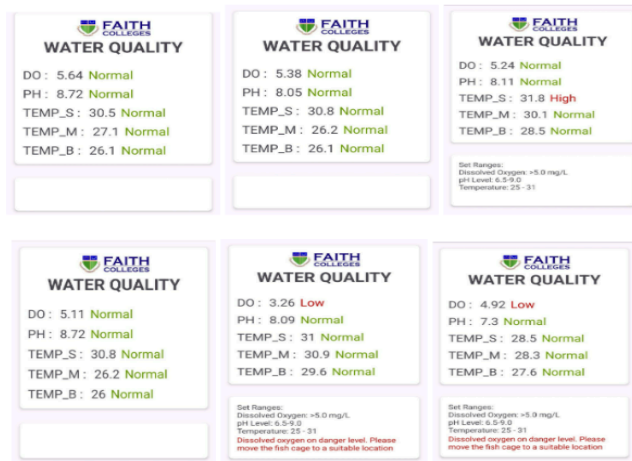 FAITH
COLLEGES
WATER QUALITY
DO : 5.64 Normal
PH : 8.72 Normal
TEMP_S : 30.5 Normal
TEMP_M : 27.1 Normal
TEMP_B : 26.1 Normal
FAITH
COLLEGES
WATER QUALITY
DO : 5.38 Normal
PH : 8.05 Normal
TEMP_S : 30.8 Normal
TEMP_M : 26.2 Normal
TEMP_B : 26.1 Normal
FAITH
COLLEGES
WATER QUALITY
DO : 5.24 Normal
PH : 8.11 Normal
TEMP_S : 31.8 High
TEMP_M : 30.1 Normal
TEMP_B : 28.5 Normal
Set Ranges:
Dissolved Oxygen: >5.0 mg/L
pH Level: 6.5-9.0
Temperature: 25 - 31
FAITH
COLLEGES
WATER QUALITY
DO : 5.11 Normal
PH : 8.72 Normal
TEMP_S : 30.8 Normal
TEMP_M : 26.2 Normal
TEMP_B : 26 Normal
FAITH
COLLEGES
WATER QUALITY
DO : 3.26 Low
PH : 8.09 Normal
TEMP_S : 31 Normal
TEMP_M : 30.9 Normal
TEMP_B : 29.6 Normal
Set Ranges:
Dissolved Oxygen: >5.0 mg/L
pH Level: 6.5-9.0
Temperature: 25 - 31
Dissolved oxygen on danger level. Please
move the fish cage to a suitable location
FAITH
COLLEGES
WATER QUALITY
DO : 4.92 Low
PH : 7.3 Normal
TEMP_S : 28.5 Normal
TEMP_M : 28.3 Normal
TEMP_B : 27.6 Normal
Set Ranges:
Dissolved Oxygen: >5.0 mg/L
pH Level: 6.5-9.0
Temperature: 25 - 31
Dissolved oxygen on danger level. Please
move the fish cage to a suitable location